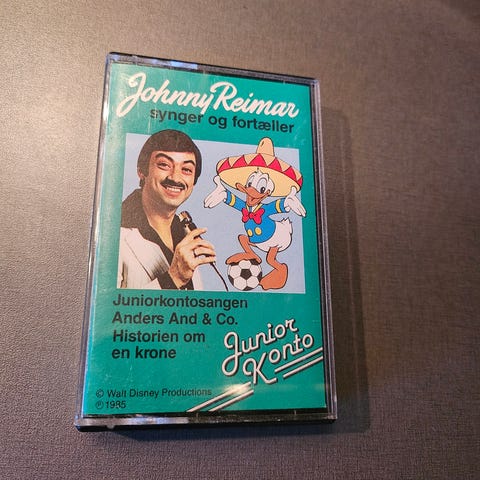 Johnny Reimar
synger og fortæller
Juniorkontosangen
Anders And & Co.
Historien om
en krone
Junior
Konto
© Walt Disney Productions
℗ 1985